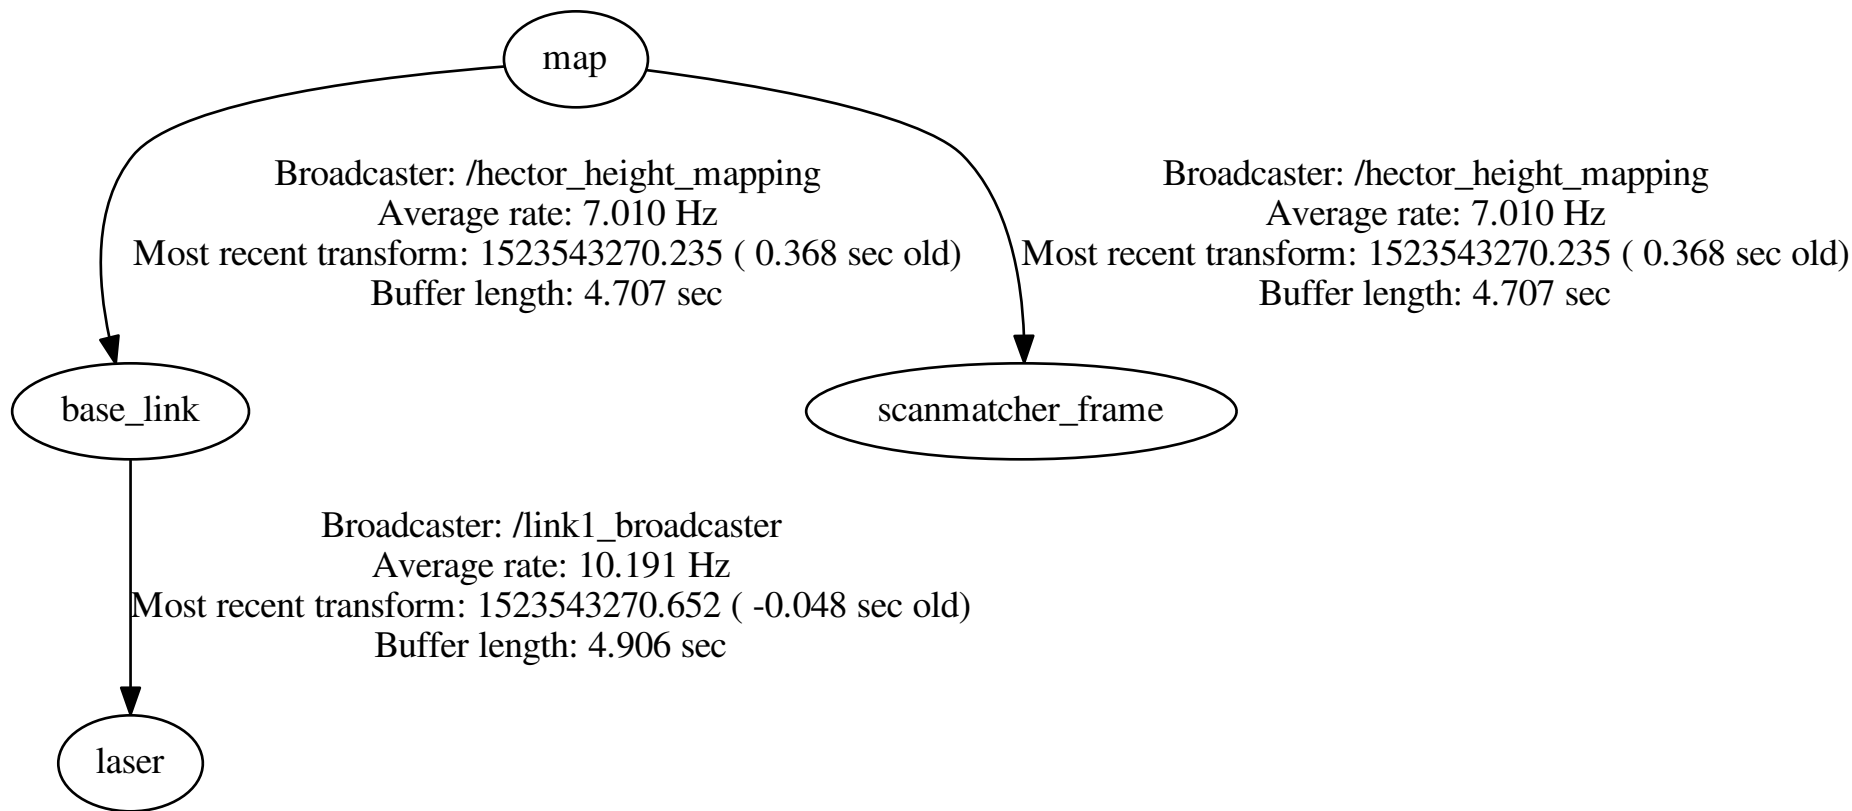 map
Broadcaster: /hector_height_mapping
Average rate: 7.010 Hz
Most recent transform: 1523543270.235 ( 0.368 sec old)
Buffer length: 4.707 sec
Broadcaster: /hector_height_mapping
Average rate: 7.010 Hz
Most recent transform: 1523543270.235 ( 0.368 sec old)
Buffer length: 4.707 sec
base_link
scanmatcher_frame
Broadcaster: /link1_broadcaster
Average rate: 10.191 Hz
Most recent transform: 1523543270.652 ( -0.048 sec old)
Buffer length: 4.906 sec
laser